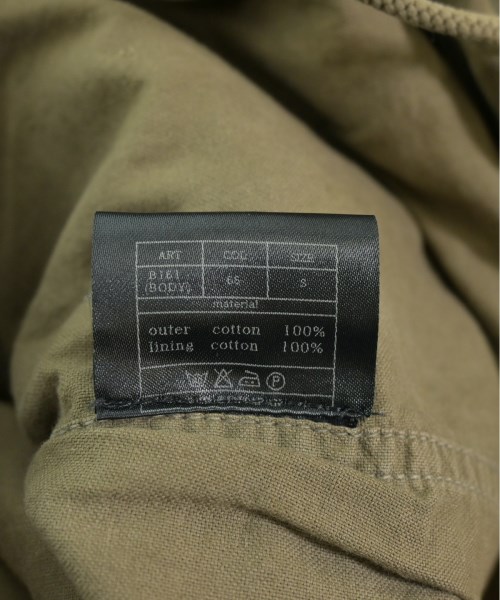 ART COL SIZE
B161 65 S
(BODY)
material
outer cotton 100%
lining cotton 100%